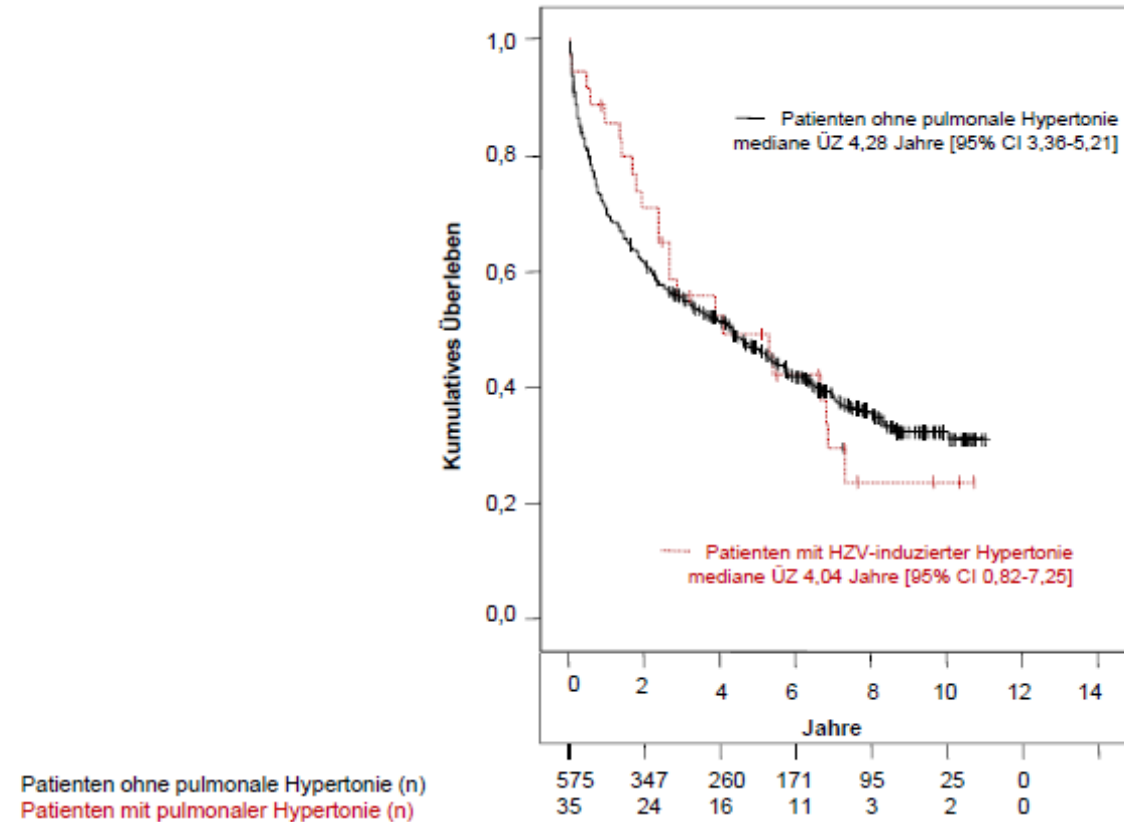 1,0
Patienten ohne pulmonale Hypertonie
mediane ÜZ 4,28 Jahre [95% CI 3,36-5,21]
0,8
0,6
0,4
0,2
0,0
Kumulatives Überleben
Patienten mit HZV-induzierter Hypertonie
mediane ÜZ 4,04 Jahre [95% CI 0,82-7,25]
0 2 4 6 8 10 12 14
Jahre
Patienten ohne pulmonale Hypertonie (n) 575 347 260 171 95 25 0
Patienten mit pulmonaler Hypertonie (n) 35 24 16 11 3 2 0